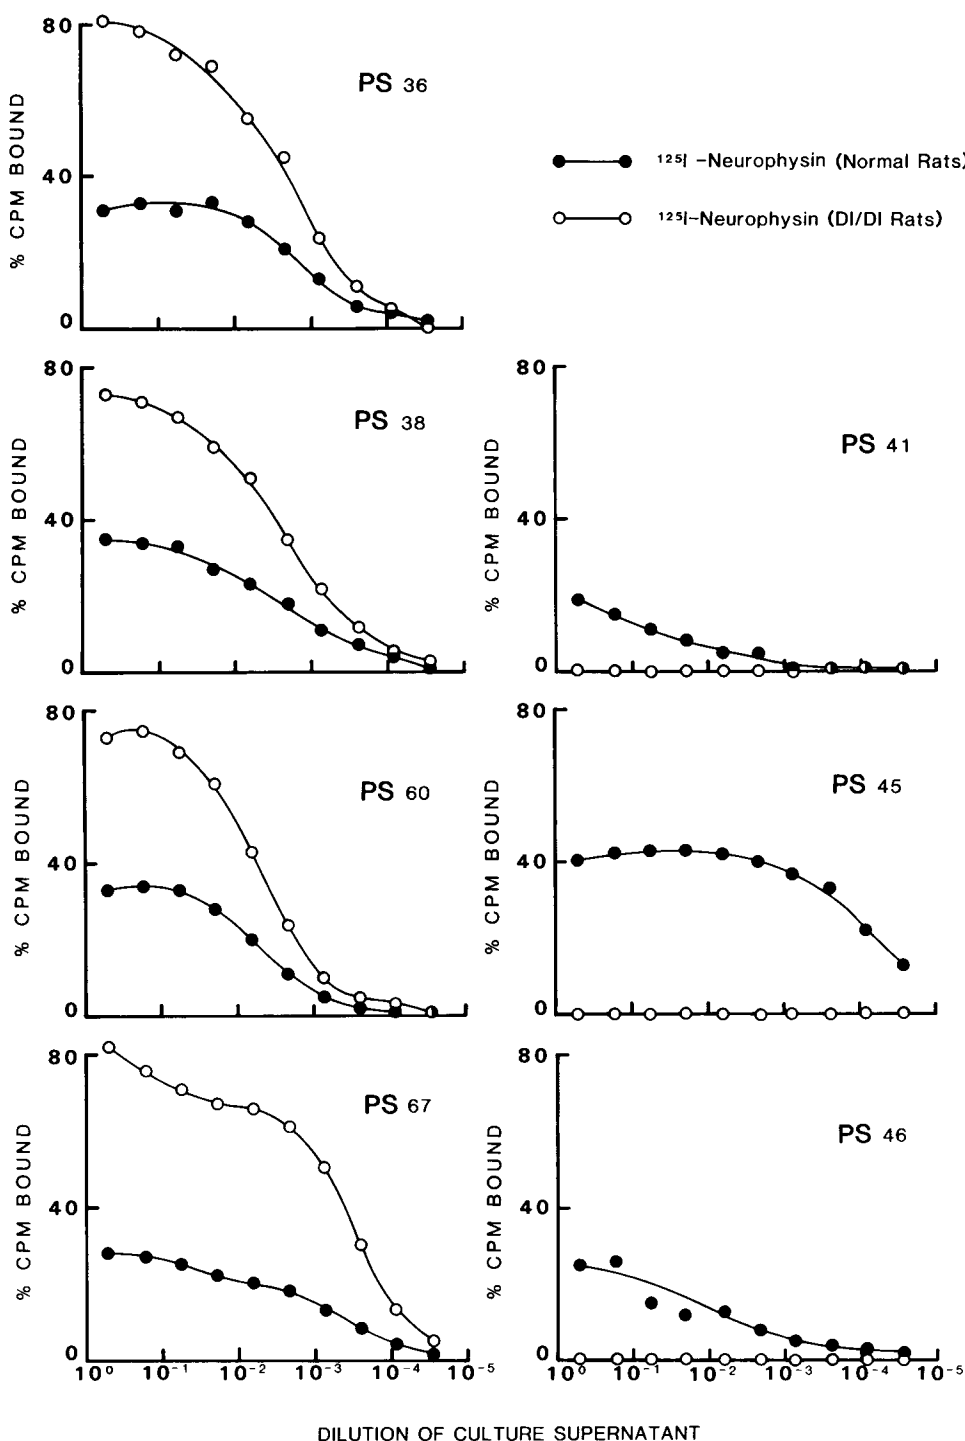 80
40
0
% CPM BOUND
PS 36
●—● ¹²⁵I –Neurophysin (Normal Rats)
○—○ ¹²⁵I–Neurophysin (DI/DI Rats)
80
40
0
% CPM BOUND
PS 38
80
40
0
% CPM BOUND
PS 41
80
40
0
% CPM BOUND
PS 60
80
40
0
% CPM BOUND
PS 45
80
40
0
% CPM BOUND
PS 67
10⁰ 10⁻¹ 10⁻² 10⁻³ 10⁻⁴ 10⁻⁵
80
40
0
% CPM BOUND
PS 46
10⁰ 10⁻¹ 10⁻² 10⁻³ 10⁻⁴ 10⁻⁵
DILUTION OF CULTURE SUPERNATANT